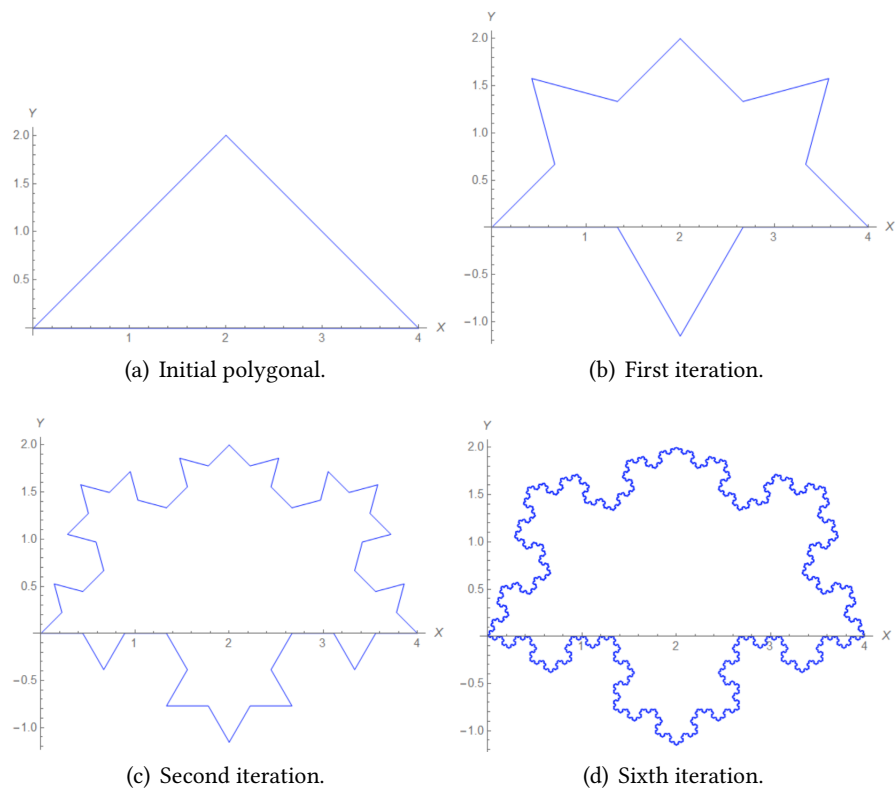 Y
2.0
1.5
1.0
0.5
1 2 3 4 X
(a) Initial polygonal.
Y
2.0
1.5
1.0
0.5
1 2 3 4 X
-0.5
-1.0
(b) First iteration.
Y
2.0
1.5
1.0
0.5
1 2 3 4 X
-0.5
-1.0
(c) Second iteration.
Y
2.0
1.5
1.0
0.5
1 2 3 4 X
-0.5
-1.0
(d) Sixth iteration.